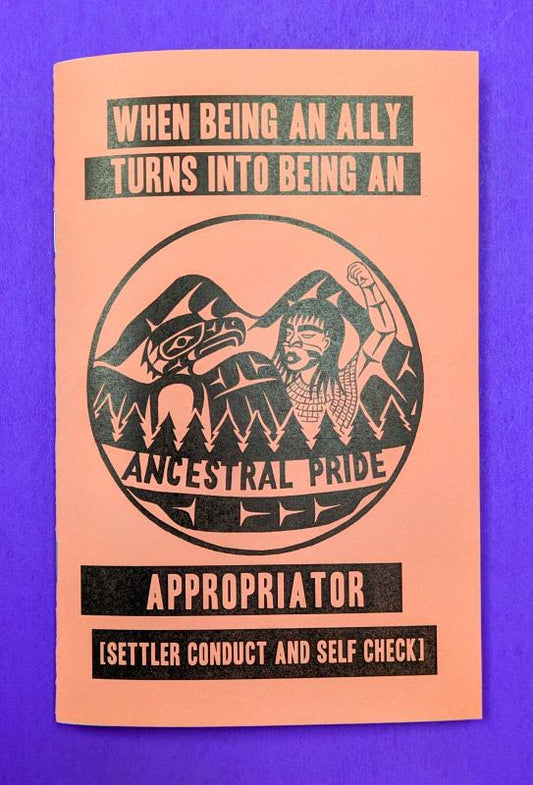 WHEN BEING AN ALLY
TURNS INTO BEING AN
ANCESTRAL PRIDE
APPROPRIATOR
[SETTLER CONDUCT AND SELF CHECK]